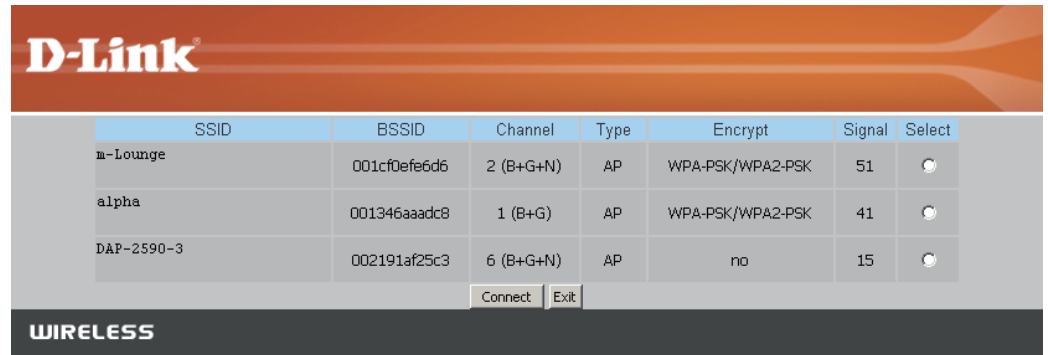 D-Link®
SSID BSSID Channel Type Encrypt Signal Select
m-Lounge 001cf0efe6d6 2 (B+G+N) AP WPA-PSK/WPA2-PSK 51
alpha 001346aaadc8 1 (B+G) AP WPA-PSK/WPA2-PSK 41
DAP-2590-3 002191af25c3 6 (B+G+N) AP no 15
Connect Exit
WIRELESS